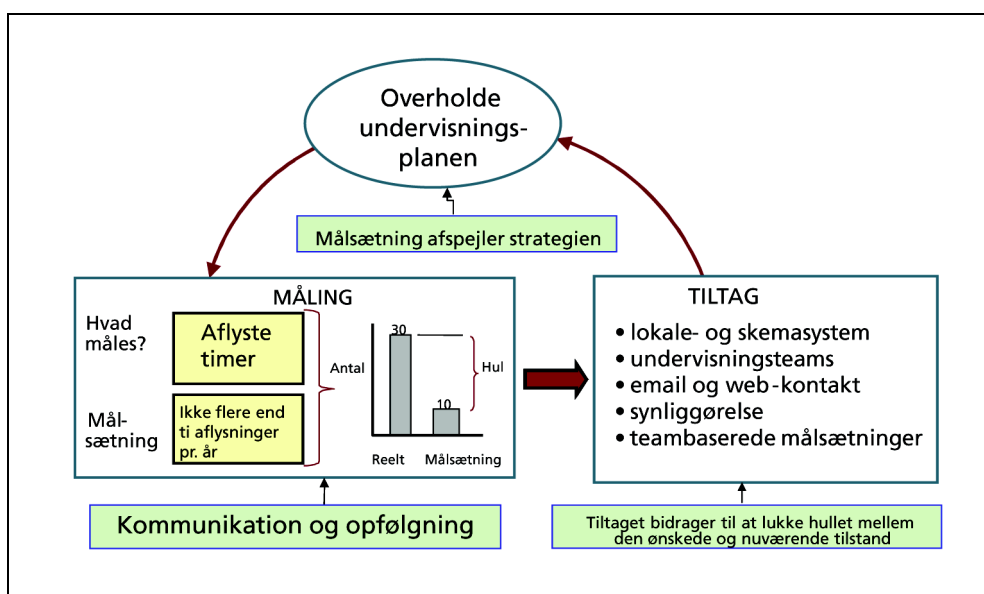 Overholde
undervisnings-
planen
Målsætning afspejler strategien
MÅLING
Hvad
måles?
Aflyste
timer
Mål-
sætning
Ikke flere end
ti aflysninger
pr. år
Antal
30
10
Hul
Reelt
Målsætning
Kommunikation og opfølgning
TILTAG
• lokale- og skemasystem
• undervisningsteams
• email og web-kontakt
• synliggørelse
• teambaserede målsætninger
Tiltaget bidrager til at lukke hullet mellem
den ønskede og nuværende tilstand